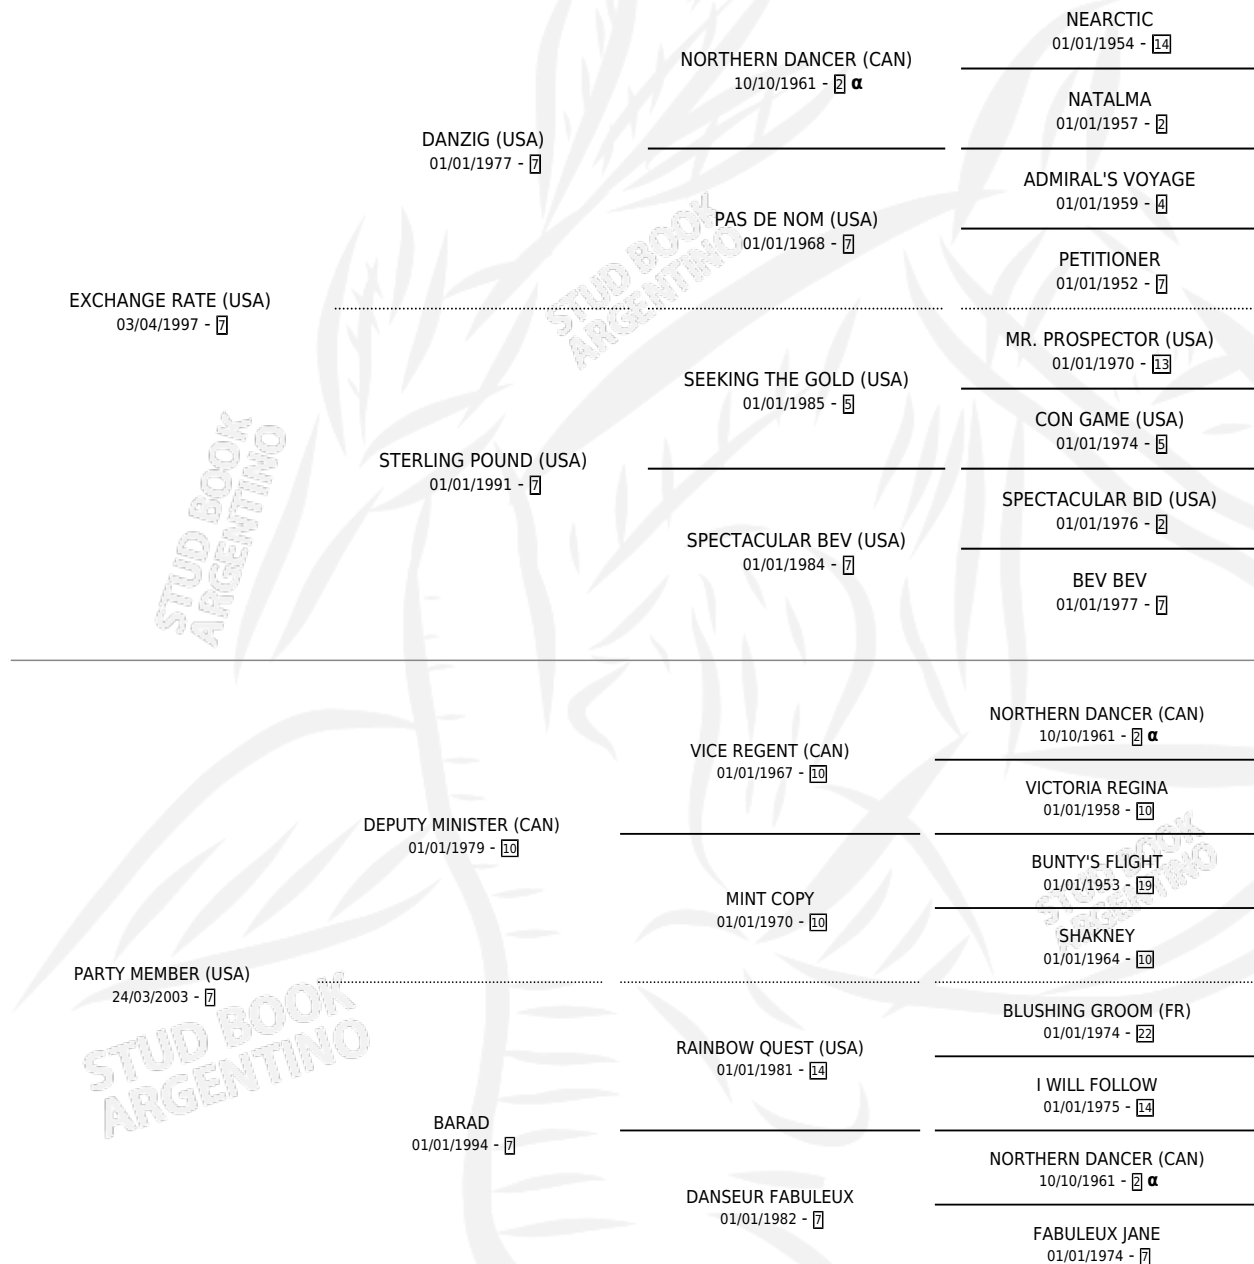 NEARCTIC
01/01/1954 - 14
NORTHERN DANCER (CAN)
10/10/1961 - 2 α
NATALMA
01/01/1957 - 2
DANZIG (USA)
01/01/1977 - 7
ADMIRAL'S VOYAGE
01/01/1959 - 4
PAS DE NOM (USA)
01/01/1968 - 7
PETITIONER
01/01/1952 - 7
EXCHANGE RATE (USA)
03/04/1997 - 7
MR. PROSPECTOR (USA)
01/01/1970 - 13
SEEKING THE GOLD (USA)
01/01/1985 - 5
CON GAME (USA)
01/01/1974 - 5
STERLING POUND (USA)
01/01/1991 - 7
SPECTACULAR BID (USA)
01/01/1976 - 2
SPECTACULAR BEV (USA)
01/01/1984 - 7
BEV BEV
01/01/1977 - 7
NORTHERN DANCER (CAN)
10/10/1961 - 2 α
VICE REGENT (CAN)
01/01/1967 - 10
VICTORIA REGINA
01/01/1958 - 10
DEPUTY MINISTER (CAN)
01/01/1979 - 10
BUNTY'S FLIGHT
01/01/1953 - 19
MINT COPY
01/01/1970 - 10
SHAKNEY
01/01/1964 - 10
PARTY MEMBER (USA)
24/03/2003 - 7
BLUSHING GROOM (FR)
01/01/1974 - 22
RAINBOW QUEST (USA)
01/01/1981 - 14
I WILL FOLLOW
01/01/1975 - 14
BARAD
01/01/1994 - 7
NORTHERN DANCER (CAN)
10/10/1961 - 2 α
DANSEUR FABULEUX
01/01/1982 - 7
FABULEUX JANE
01/01/1974 - 7
STUD BOOK
ARGENTINO
STUD BOOK
ARGENTINO
STUD BOOK
ARGENTINO
STUD BOOK
ARGENTINO